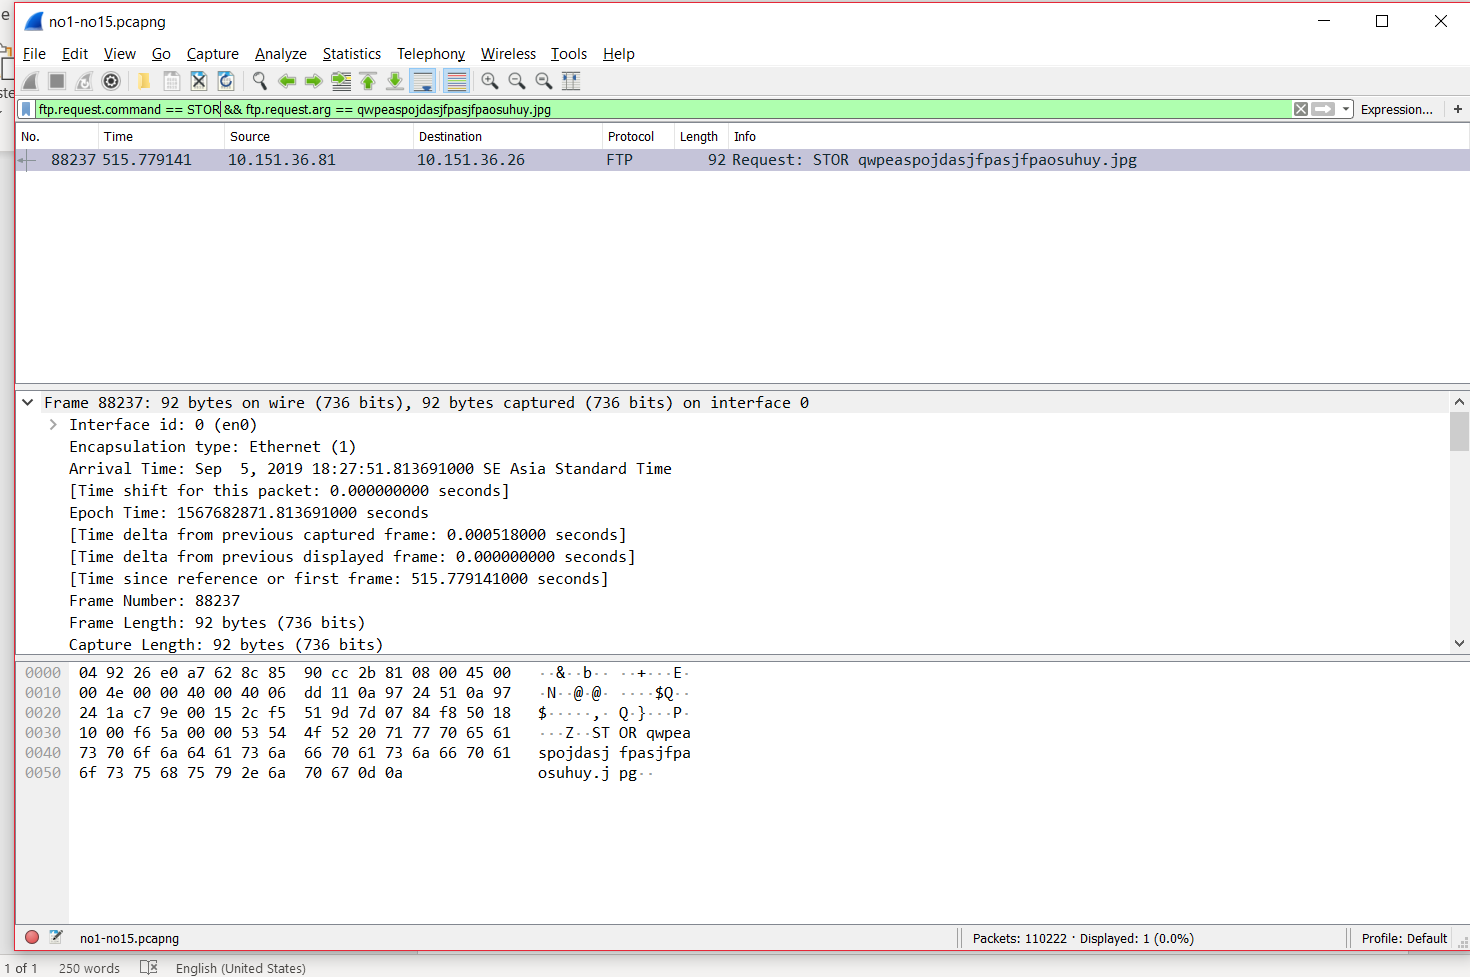 no1-no15.pcapng
File Edit View Go Capture Analyze Statistics Telephony Wireless Tools Help
ftp.request.command == STOR && ftp.request.arg == qwpeaspojdasjfpasjfpaosuhuy.jpg Expression... +
No. Time Source Destination Protocol Length Info
88237 515.779141 10.151.36.81 10.151.36.26 FTP 92 Request: STOR qwpeaspojdasjfpasjfpaosuhuy.jpg
Frame 88237: 92 bytes on wire (736 bits), 92 bytes captured (736 bits) on interface 0
Interface id: 0 (en0)
Encapsulation type: Ethernet (1)
Arrival Time: Sep  5, 2019 18:27:51.813691000 SE Asia Standard Time
[Time shift for this packet: 0.000000000 seconds]
Epoch Time: 1567682871.813691000 seconds
[Time delta from previous captured frame: 0.000518000 seconds]
[Time delta from previous displayed frame: 0.000000000 seconds]
[Time since reference or first frame: 515.779141000 seconds]
Frame Number: 88237
Frame Length: 92 bytes (736 bits)
Capture Length: 92 bytes (736 bits)
0000 04 92 26 e0 a7 62 8c 85 90 cc 2b 81 08 00 45 00 ··&··b·· ··+···E·
0010 00 4e 00 00 40 00 40 06 dd 11 0a 97 24 51 0a 97 ·N··@·@· ····$Q··
0020 24 1a c7 9e 00 15 2c f5 51 9d 7d 07 84 f8 50 18 $·····,· Q·}···P·
0030 10 00 f6 5a 00 00 53 54 4f 52 20 71 77 70 65 61 ···Z··ST OR qwpea
0040 73 70 6f 6a 64 61 73 6a 66 70 61 73 6a 66 70 61 spojdasj fpasjfpa
0050 6f 73 75 68 75 79 2e 6a 70 67 0d 0a osuhuy.j pg··
no1-no15.pcapng Packets: 110222 · Displayed: 1 (0.0%) Profile: Default
1 of 1 250 words English (United States)